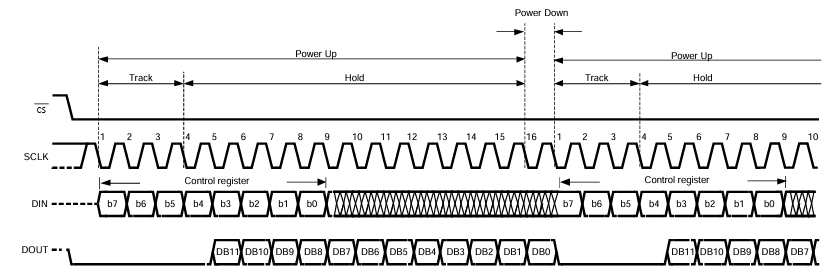 Power Down
Power Up
Power Up
Track
Hold
Track
Hold
CS
1 2 3 4 5 6 7 8 9 10 11 12 13 14 15 16 1 2 3 4 5 6 7 8 9 10
SCLK
Control register
Control register
DIN
b7 b6 b5 b4 b3 b2 b1 b0 b7 b6 b5 b4 b3 b2 b1 b0
DOUT
DB11 DB10 DB9 DB8 DB7 DB6 DB5 DB4 DB3 DB2 DB1 DB0 DB11 DB10 DB9 DB8 DB7